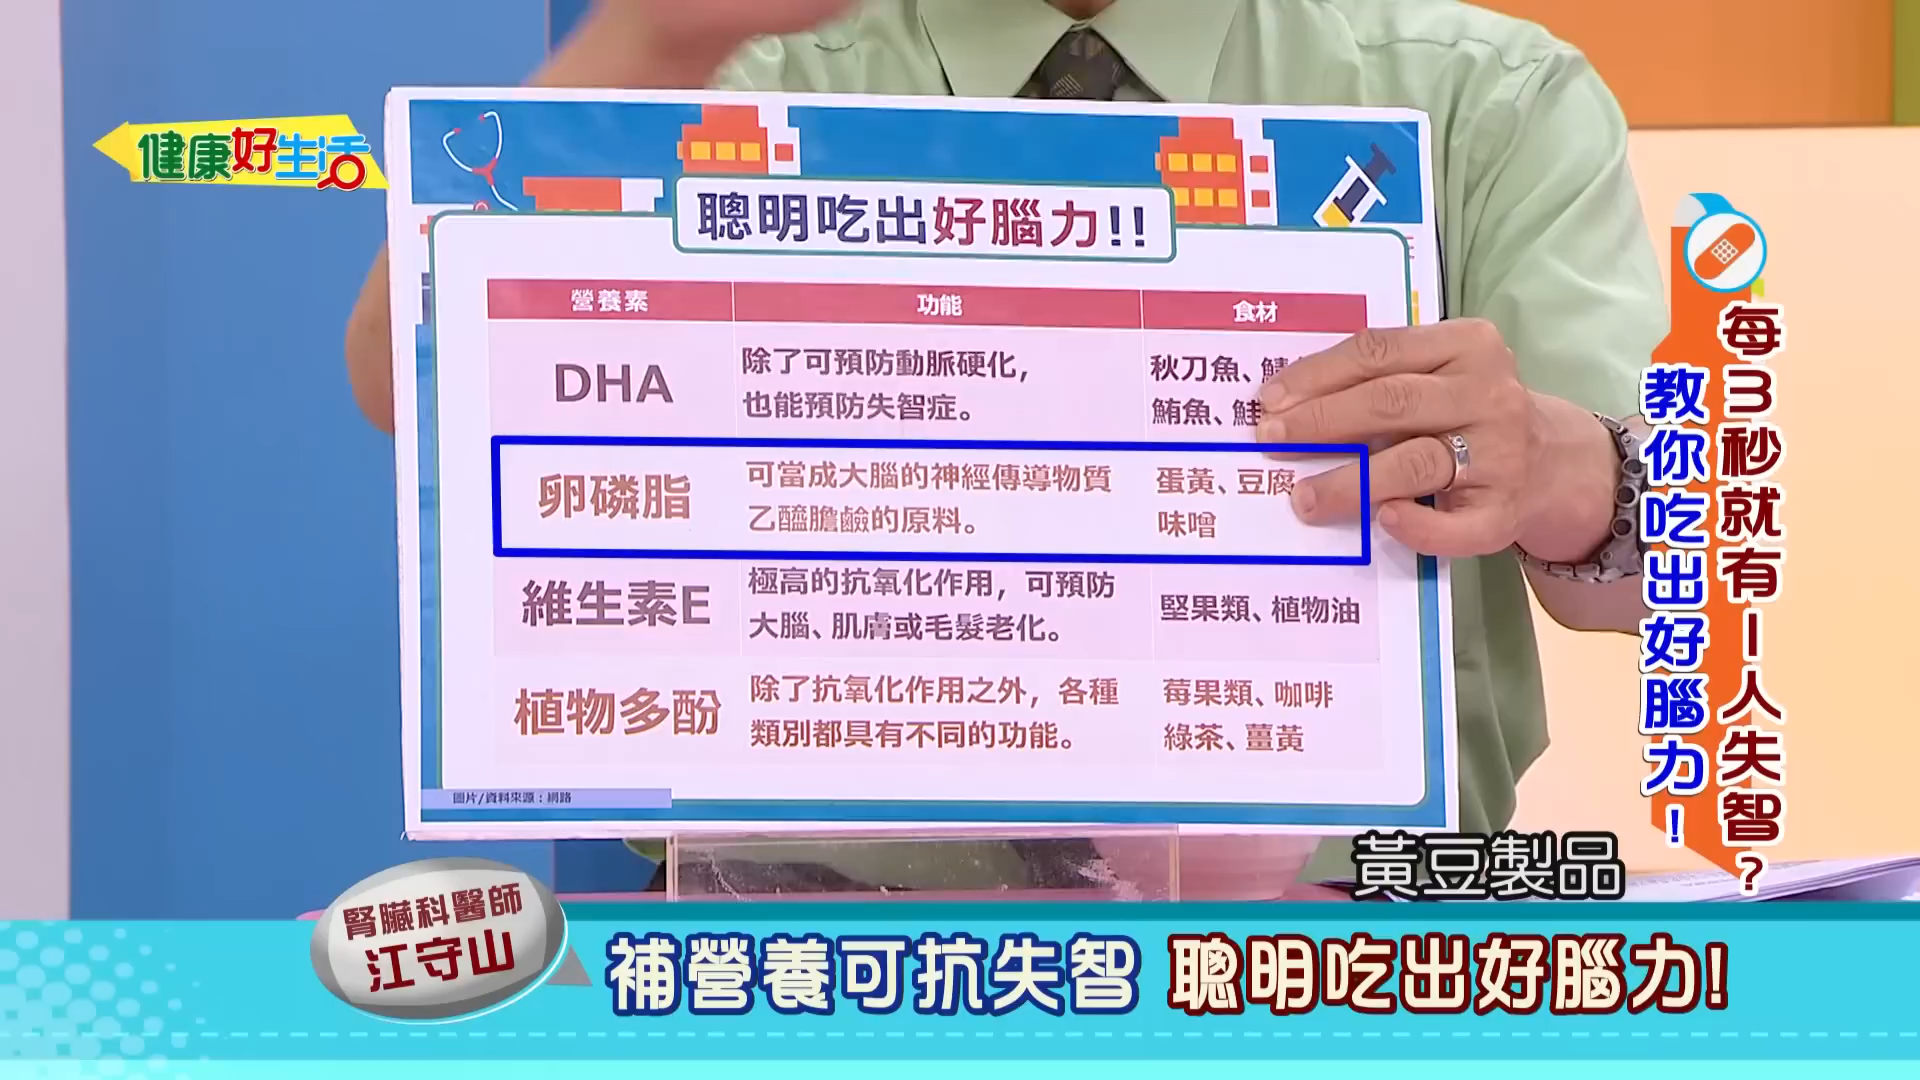 健康好生活
聰明吃出好腦力!!
營養素 功能 食材
DHA
除了可預防動脈硬化，
也能預防失智症。
秋刀魚、
鮪魚、鮭
卵磷脂
可當成大腦的神經傳導物質
乙醯膽鹼的原料。
蛋黃、豆腐
味噌
維生素E
極高的抗氧化作用，可預防
大腦、肌膚或毛髮老化。
堅果類、植物油
植物多酚
除了抗氧化作用之外，各種
類別都具有不同的功能。
莓果類、咖啡
綠茶、薑黃
圖片/資料來源：網路
每3秒就有1人失智?
教你吃出好腦力!
黃豆製品
腎臟科醫師
江守山
補營養可抗失智 聰明吃出好腦力!